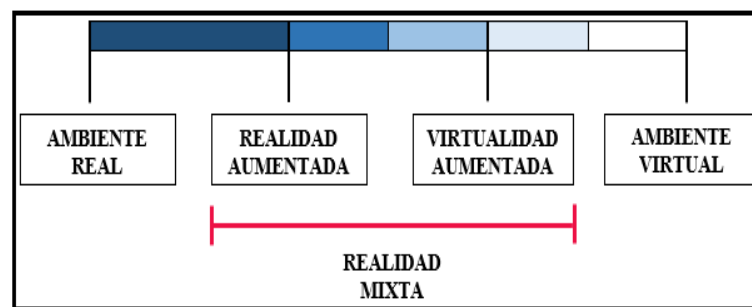 AMBIENTE
REAL
REALIDAD
AUMENTADA
VIRTUALIDAD
AUMENTADA
AMBIENTE
VIRTUAL
REALIDAD
MIXTA